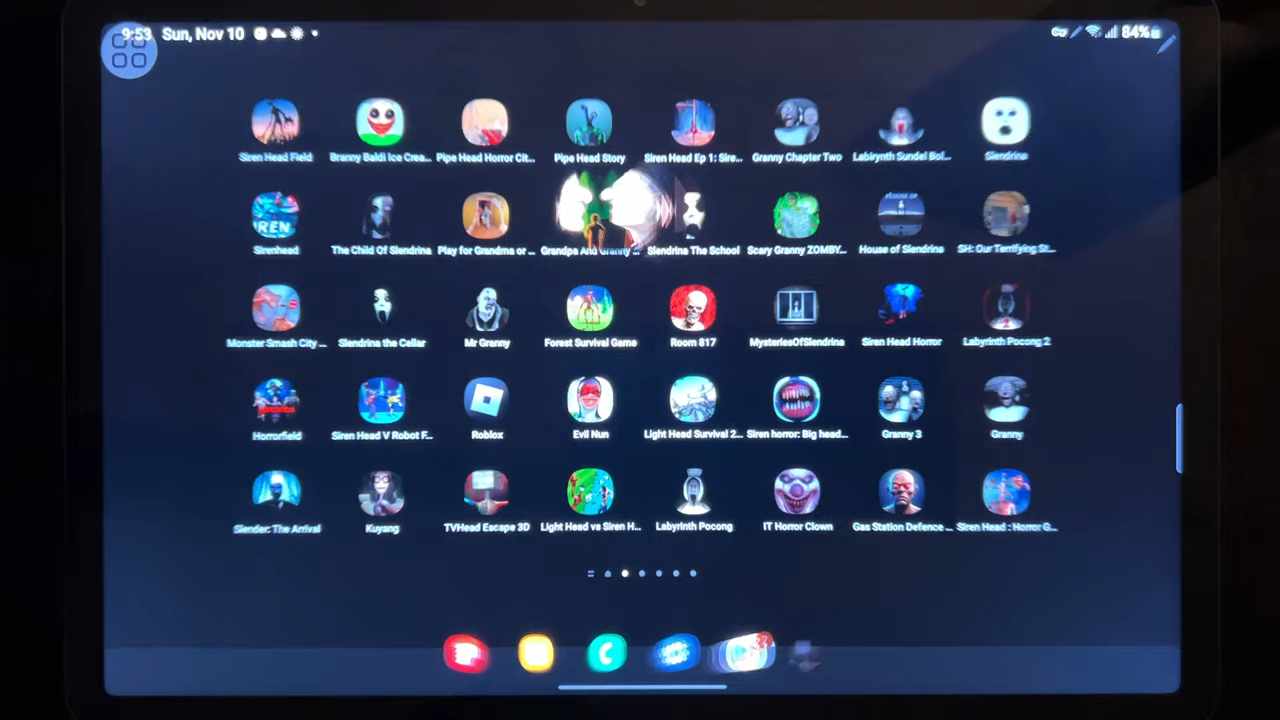 9:53 Sun, Nov 10 84%
Siren Head Field Branny Baldi Ice Crea... Pipe Head Horror Cit... Pipe Head Story Siren Head Ep 1: Sire... Granny Chapter Two Labirynth Sundel Bol... Slendrina
Sirenhead The Child Of Slendrina Play for Grandma or ... Grandpa And Granny ... Slendrina The School Scary Granny ZOMBY... House of Slendrina SH: Our Terrifying St...
Monster Smash City ... Slendrina the Cellar Mr Granny Forest Survival Game Room 817 MysteriesOfSlendrina Siren Head Horror Labyrinth Pocong 2
Horrorfield Siren Head V Robot F... Roblox Evil Nun Light Head Survival 2... Siren horror: Big head... Granny 3 Granny
Slender: The Arrival Kuyang TVHead Escape 3D Light Head vs Siren H... Labyrinth Pocong IT Horror Clown Gas Station Defence ... Siren Head : Horror G...